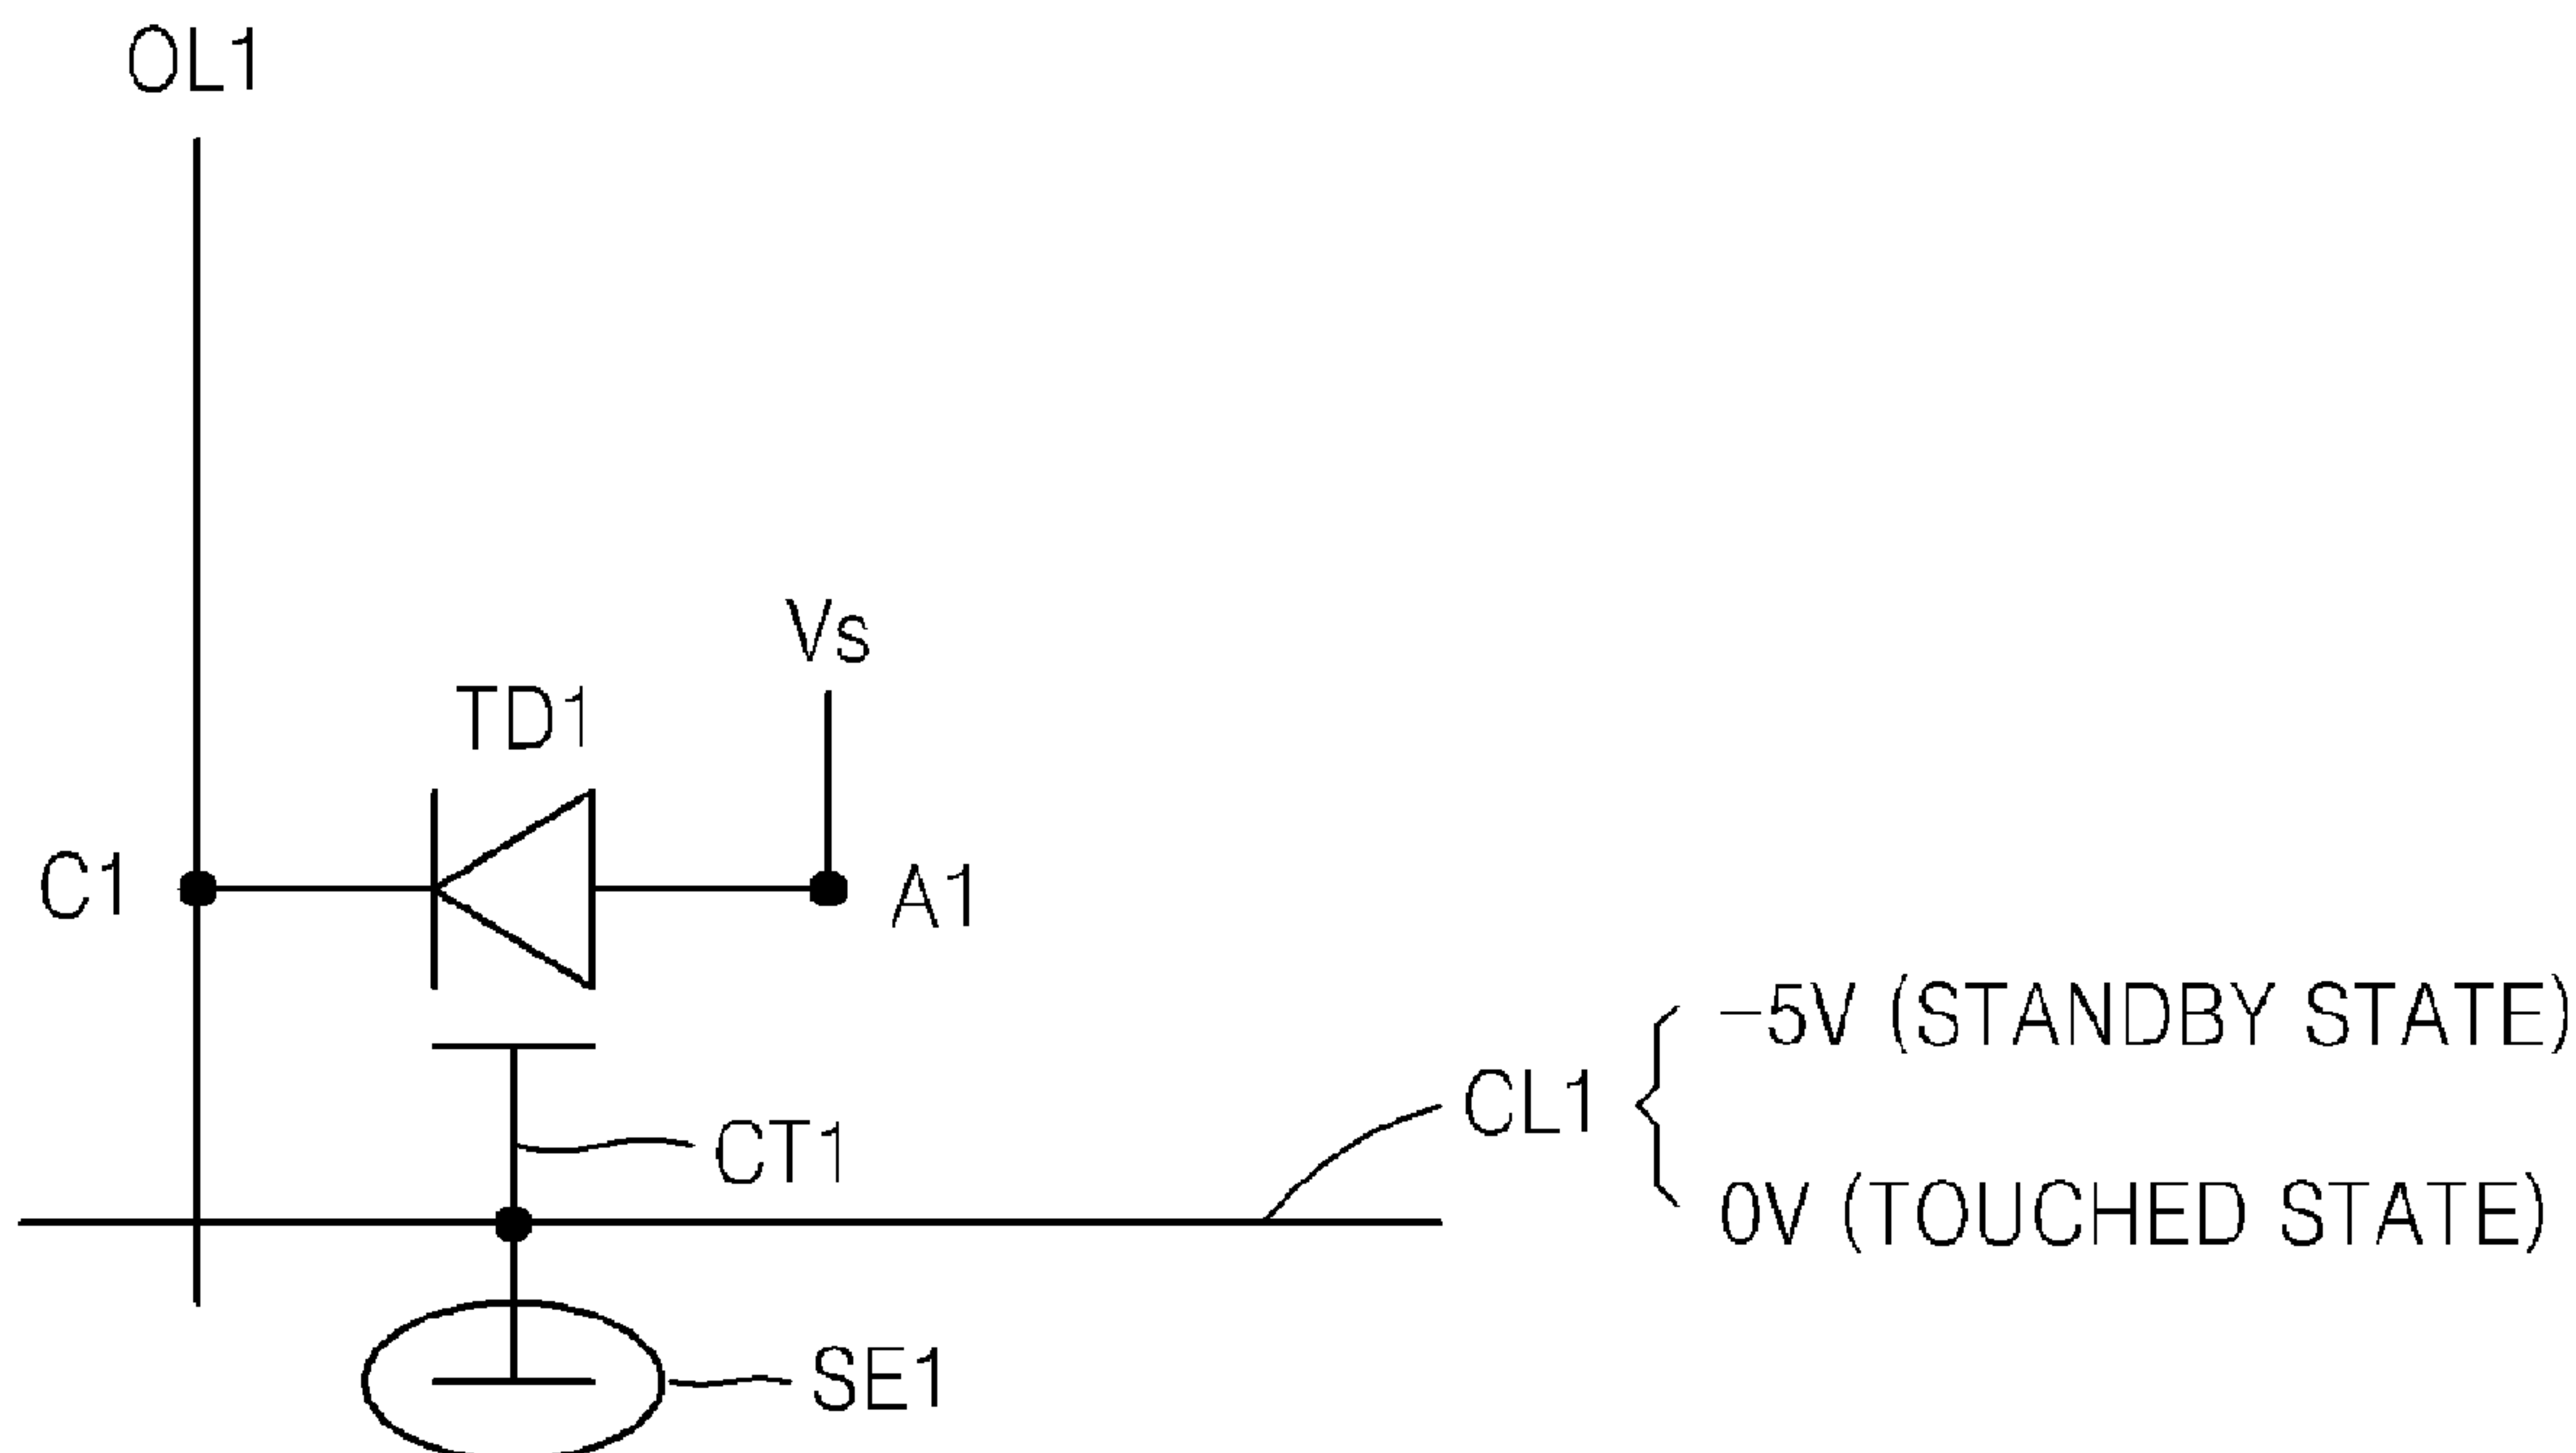 OL1
Vs
TD1
C1
A1
−5V (STANDBY STATE)
CL1
CT1
0V (TOUCHED STATE)
SE1